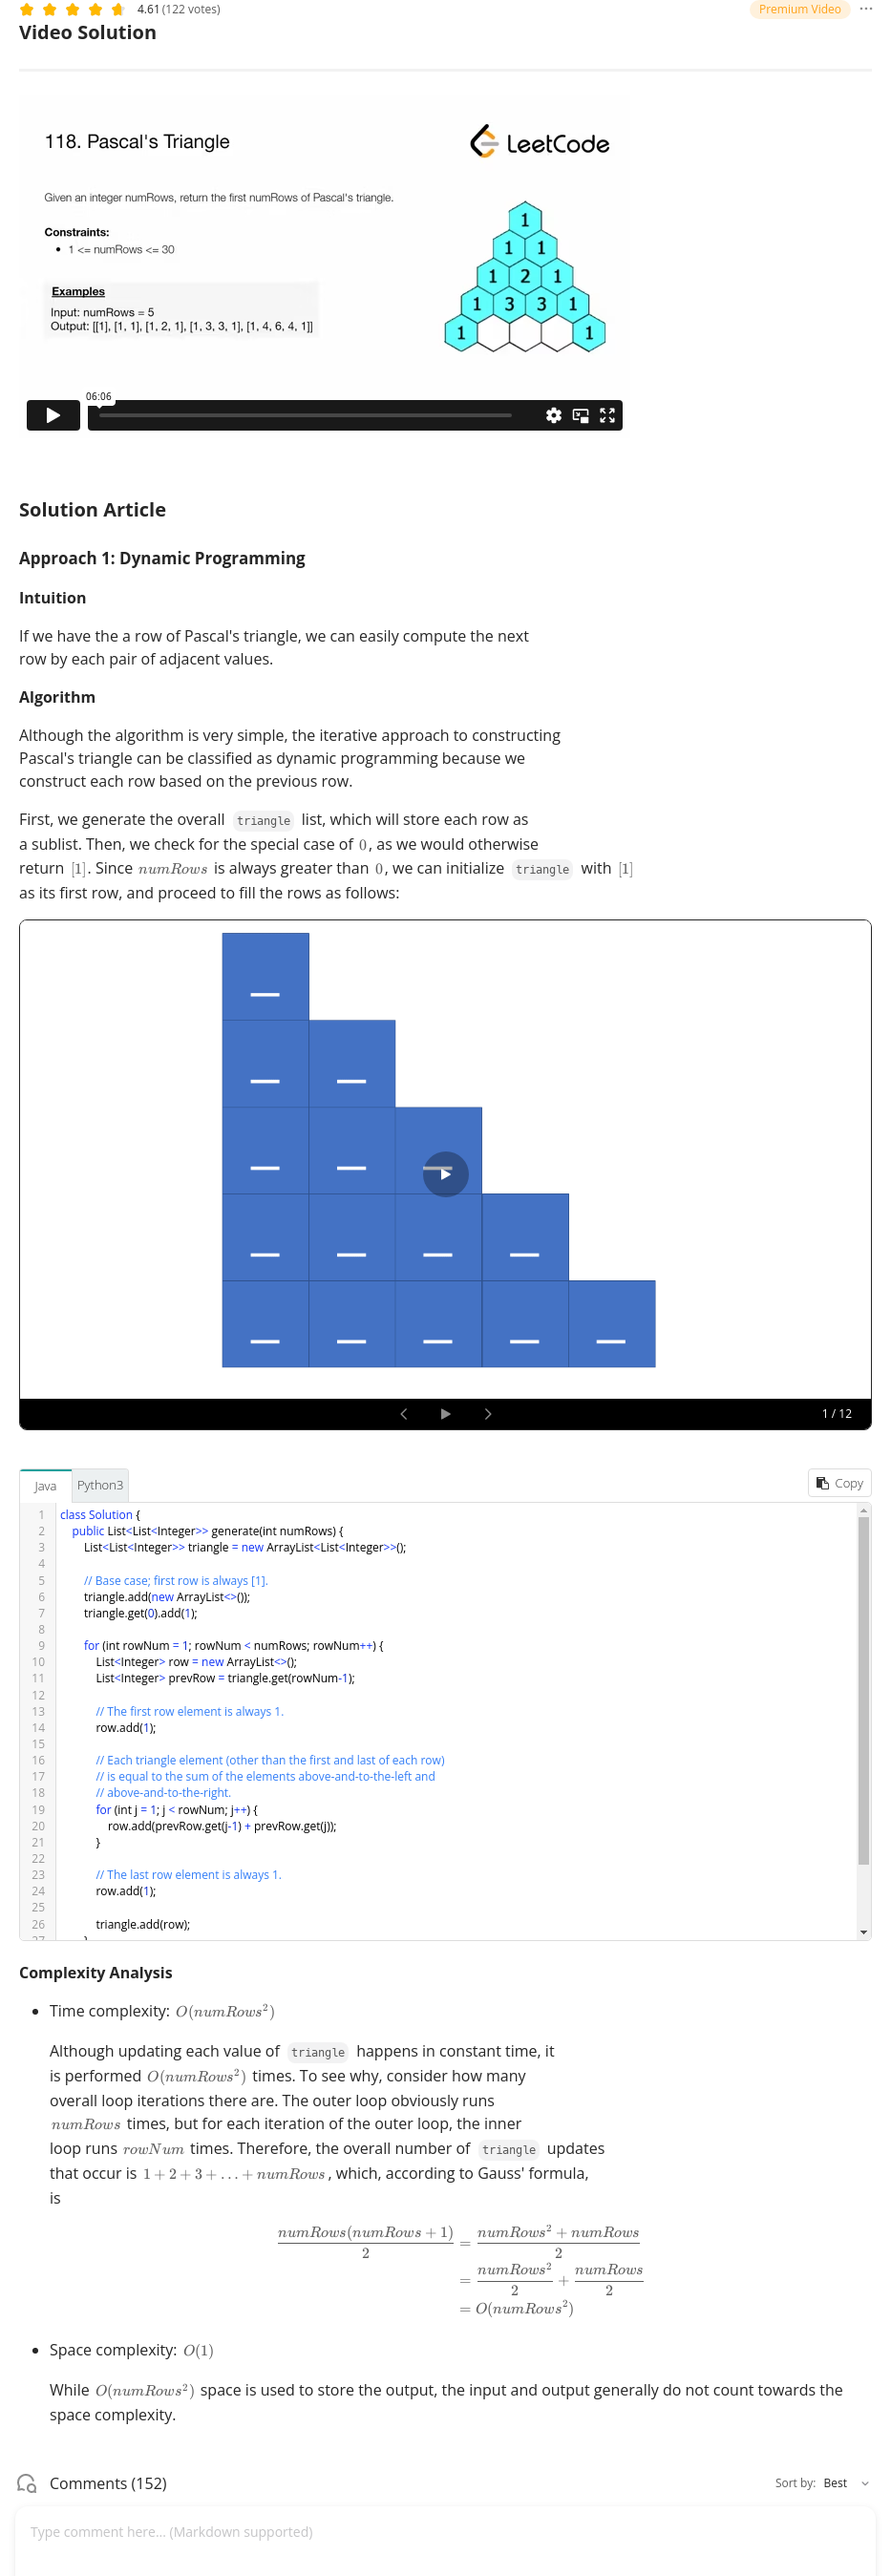 4.61 (122 votes)
Premium Video
Video Solution
118. Pascal's Triangle
LeetCode
Given an integer numRows, return the first numRows of Pascal's triangle.
Constraints:
• 1 <= numRows <= 30
Examples
Input: numRows = 5
Output: [[1], [1, 1], [1, 2, 1], [1, 3, 3, 1], [1, 4, 6, 4, 1]]
1
1 1
1 2 1
1 3 3 1
1 1
06:06
Solution Article
Approach 1: Dynamic Programming
Intuition
If we have the a row of Pascal's triangle, we can easily compute the next
row by each pair of adjacent values.
Algorithm
Although the algorithm is very simple, the iterative approach to constructing
Pascal's triangle can be classified as dynamic programming because we
construct each row based on the previous row.
First, we generate the overall triangle list, which will store each row as
a sublist. Then, we check for the special case of 0, as we would otherwise
return [1]. Since numRows is always greater than 0, we can initialize triangle with [1]
as its first row, and proceed to fill the rows as follows:
1 / 12
Java Python3
Copy
1 class Solution {
2 public List<List<Integer>> generate(int numRows) {
3 List<List<Integer>> triangle = new ArrayList<List<Integer>>();
4
5 // Base case; first row is always [1].
6 triangle.add(new ArrayList<>());
7 triangle.get(0).add(1);
8
9 for (int rowNum = 1; rowNum < numRows; rowNum++) {
10 List<Integer> row = new ArrayList<>();
11 List<Integer> prevRow = triangle.get(rowNum-1);
12
13 // The first row element is always 1.
14 row.add(1);
15
16 // Each triangle element (other than the first and last of each row)
17 // is equal to the sum of the elements above-and-to-the-left and
18 // above-and-to-the-right.
19 for (int j = 1; j < rowNum; j++) {
20 row.add(prevRow.get(j-1) + prevRow.get(j));
21 }
22
23 // The last row element is always 1.
24 row.add(1);
25
26 triangle.add(row);
27 }
Complexity Analysis
• Time complexity: O(numRows²)
Although updating each value of triangle happens in constant time, it
is performed O(numRows²) times. To see why, consider how many
overall loop iterations there are. The outer loop obviously runs
numRows times, but for each iteration of the outer loop, the inner
loop runs rowNum times. Therefore, the overall number of triangle updates
that occur is 1 + 2 + 3 + … + numRows, which, according to Gauss' formula,
is
numRows(numRows + 1)/2 = (numRows² + numRows)/2
= numRows²/2 + numRows/2
= O(numRows²)
• Space complexity: O(1)
While O(numRows²) space is used to store the output, the input and output generally do not count towards the
space complexity.
Comments (152)
Sort by: Best
Type comment here... (Markdown supported)